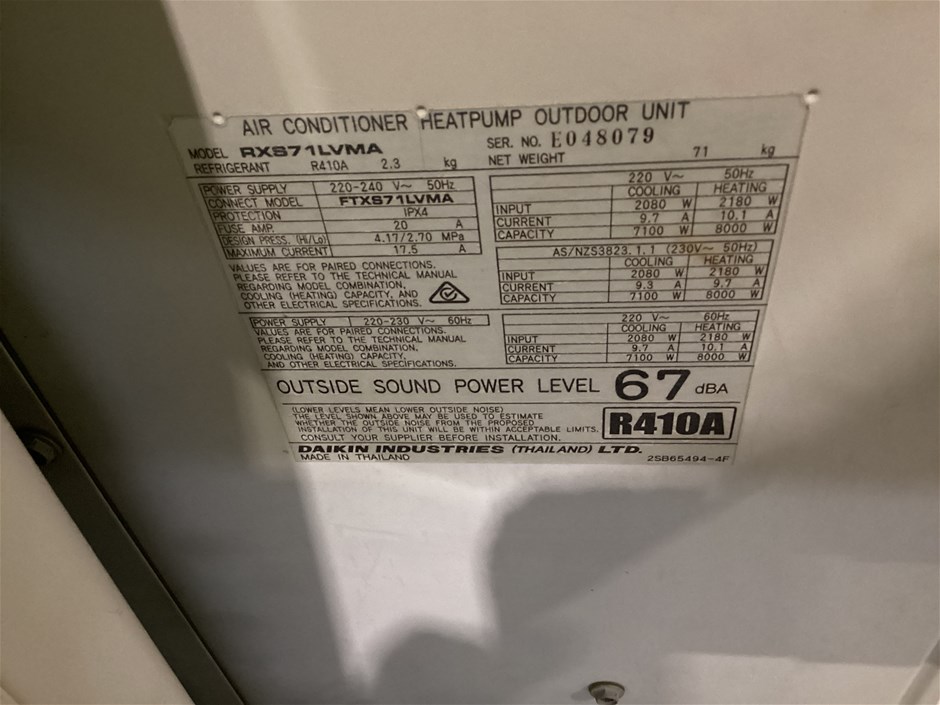 AIR CONDITIONER HEATPUMP OUTDOOR UNIT
MODEL RXS71LVMA SER. NO. E048079
REFRIGERANT R410A 2.3 kg NET WEIGHT 71 kg
POWER SUPPLY 220-240 V~ 50Hz
CONNECT MODEL FTXS71LVMA
PROTECTION IPX4
FUSE AMP. 20 A
DESIGN PRESS. (Hi/Lo) 4.17/2.70 MPa
MAXIMUM CURRENT 17.5 A
VALUES ARE FOR PAIRED CONNECTIONS.
PLEASE REFER TO THE TECHNICAL MANUAL
REGARDING MODEL COMBINATION,
COOLING (HEATING) CAPACITY, AND
OTHER ELECTRICAL SPECIFICATIONS.
220 V~ 50Hz
COOLING HEATING
INPUT 2080 W 2180 W
CURRENT 9.7 A 10.1 A
CAPACITY 7100 W 8000 W
AS/NZS3823.1.1 (230V~ 50Hz)
COOLING HEATING
INPUT 2080 W 2180 W
CURRENT 9.3 A 9.7 A
CAPACITY 7100 W 8000 W
POWER SUPPLY 220-230 V~ 60Hz
VALUES ARE FOR PAIRED CONNECTIONS.
PLEASE REFER TO THE TECHNICAL MANUAL
REGARDING MODEL COMBINATION,
COOLING (HEATING) CAPACITY,
AND OTHER ELECTRICAL SPECIFICATIONS.
220 V~ 60Hz
COOLING HEATING
INPUT 2080 W 2180 W
CURRENT 9.7 A 10.1 A
CAPACITY 7100 W 8000 W
OUTSIDE SOUND POWER LEVEL 67 dBA
(LOWER LEVELS MEAN LOWER OUTSIDE NOISE)
THE LEVEL SHOWN ABOVE MAY BE USED TO ESTIMATE
WHETHER THE OUTSIDE NOISE FROM THE PROPOSED
INSTALLATION OF THIS UNIT WILL BE WITHIN ACCEPTABLE LIMITS.
CONSULT YOUR SUPPLIER BEFORE INSTALLATION.
R410A
DAIKIN INDUSTRIES (THAILAND) LTD.
MADE IN THAILAND 2SB65494-4F